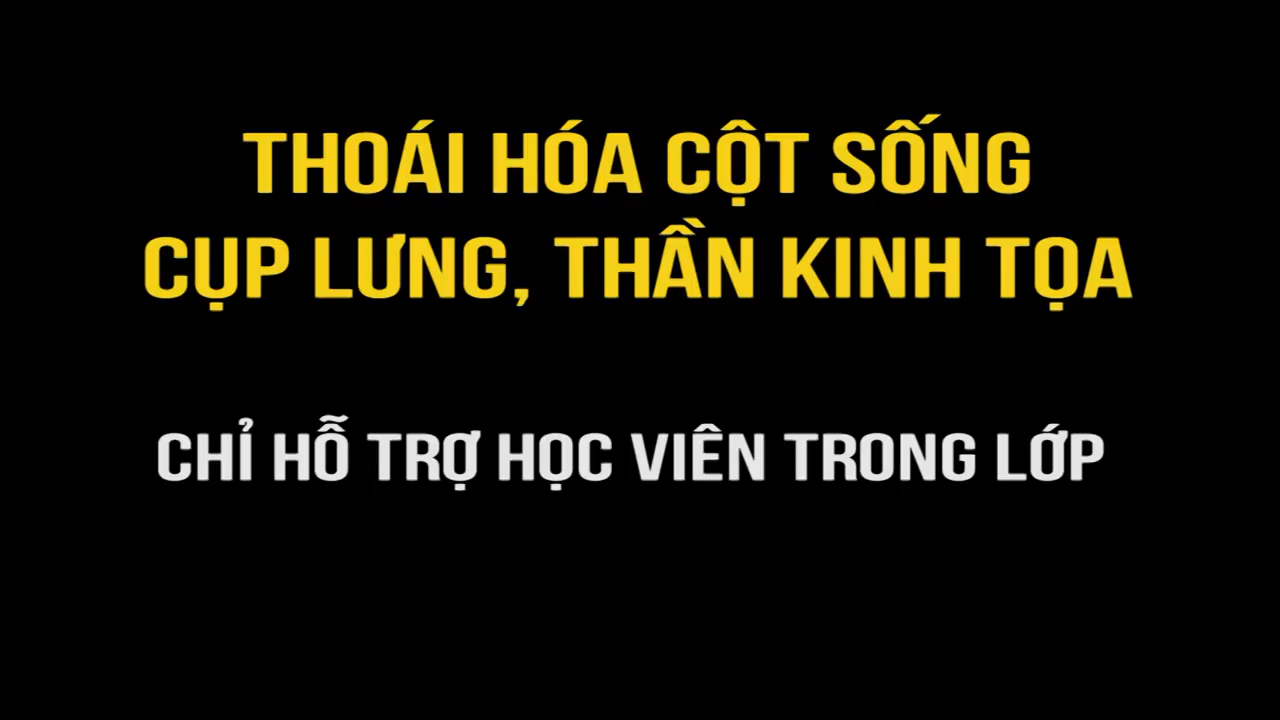 THOÁI HÓA CỘT SỐNG
CỤP LƯNG, THẦN KINH TỌA
CHỈ HỖ TRỢ HỌC VIÊN TRONG LỚP